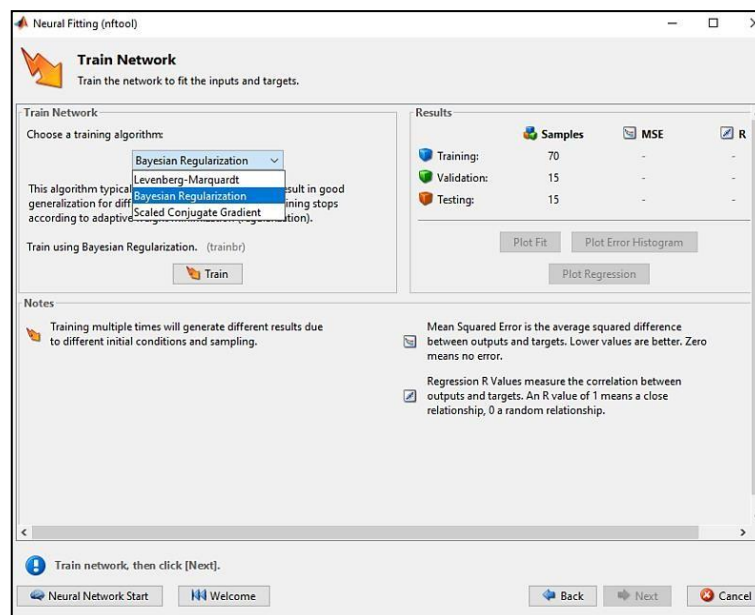 Neural Fitting (nftool)
Train Network
Train the network to fit the inputs and targets.
Train Network
Choose a training algorithm:
Bayesian Regularization
Levenberg-Marquardt
Bayesian Regularization
Scaled Conjugate Gradient
This algorithm typical esult in good
generalization for diff ining stops
according to adaptive
Train using Bayesian Regularization. (trainbr)
Train
Results
Samples MSE R
Training: 70 - -
Validation: 15 - -
Testing: 15 - -
Plot Fit Plot Error Histogram
Plot Regression
Notes
Training multiple times will generate different results due
to different initial conditions and sampling.
Mean Squared Error is the average squared difference
between outputs and targets. Lower values are better. Zero
means no error.
Regression R Values measure the correlation between
outputs and targets. An R value of 1 means a close
relationship, 0 a random relationship.
Train network, then click [Next].
Neural Network Start Welcome Back Next Cancel